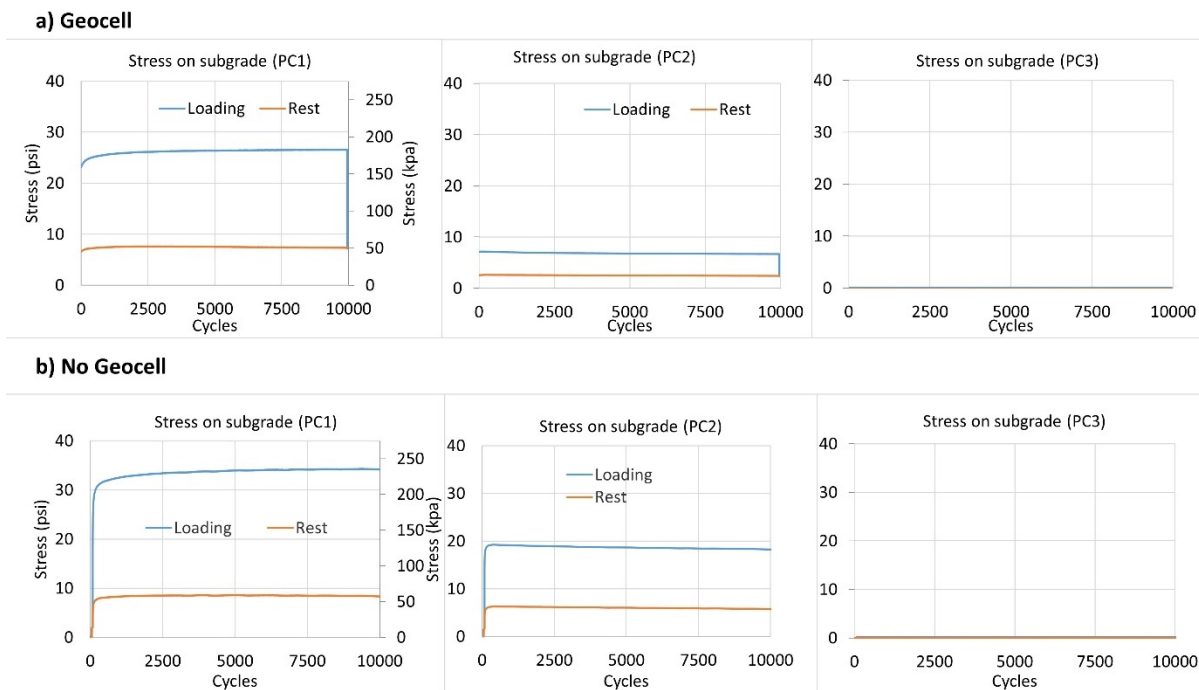 a) Geocell
Stress on subgrade (PC1)
Stress on subgrade (PC2)
Stress on subgrade (PC3)
40
30
20
10
0
Stress (psi)
Loading
Rest
250
200
150
100
50
0
Stress (kpa)
0 2500 5000 7500 10000
Cycles
40
30
20
10
0
Loading
Rest
0 2500 5000 7500 10000
Cycles
40
30
20
10
0
0 2500 5000 7500 10000
Cycles
b) No Geocell
Stress on subgrade (PC1)
Stress on subgrade (PC2)
Stress on subgrade (PC3)
40
30
20
10
0
Stress (psi)
Loading
Rest
250
200
150
100
50
0
Stress (kpa)
0 2500 5000 7500 10000
Cycles
40
30
20
10
0
Loading
Rest
0 2500 5000 7500 10000
Cycles
40
30
20
10
0
0 2500 5000 7500 10000
Cycles